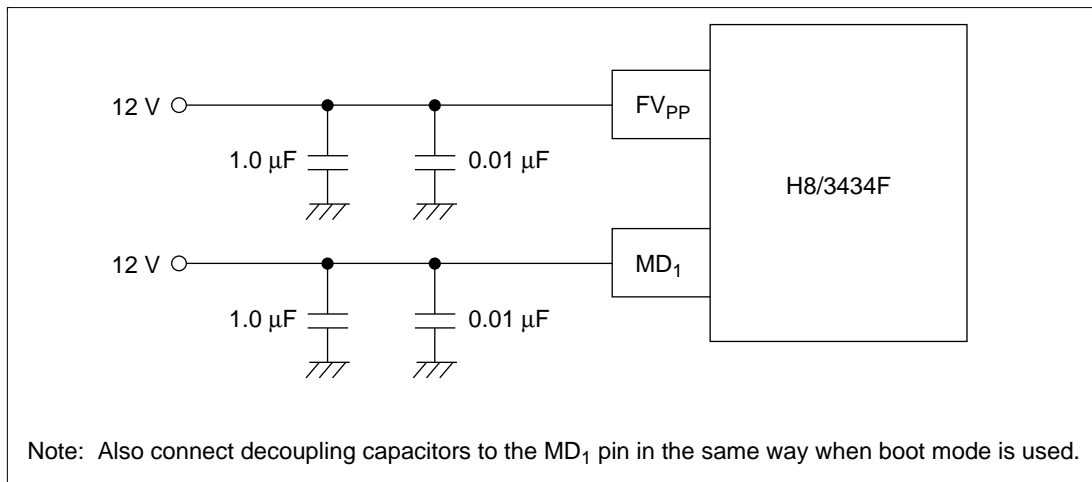 12 V
FVPP
1.0 μF
0.01 μF
H8/3434F
12 V
MD1
1.0 μF
0.01 μF
Note: Also connect decoupling capacitors to the MD1 pin in the same way when boot mode is used.